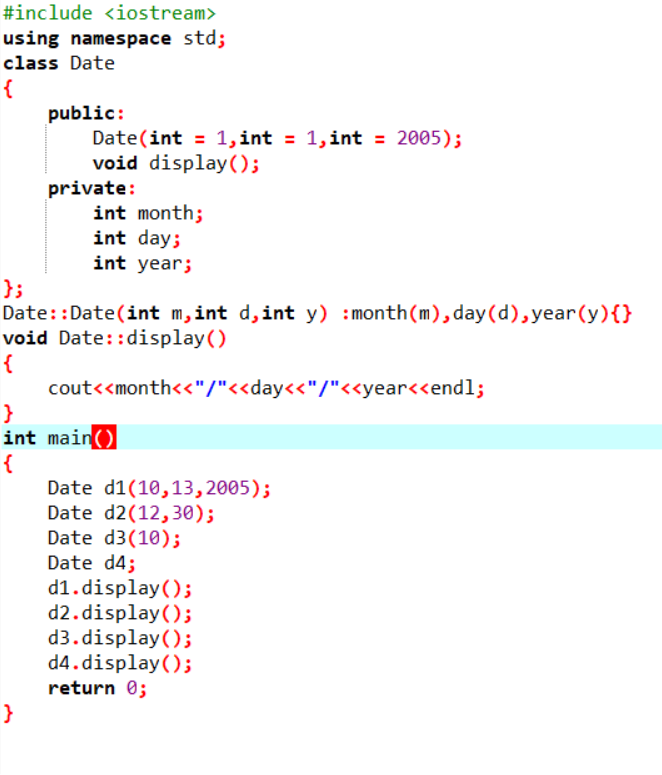 #include <iostream>
using namespace std;
class Date
{
    public:
        Date(int = 1,int = 1,int = 2005);
        void display();
    private:
        int month;
        int day;
        int year;
};
Date::Date(int m,int d,int y) :month(m),day(d),year(y){}
void Date::display()
{
    cout<<month<<"/"<<day<<"/"<<year<<endl;
}
int main()
{
    Date d1(10,13,2005);
    Date d2(12,30);
    Date d3(10);
    Date d4;
    d1.display();
    d2.display();
    d3.display();
    d4.display();
    return 0;
}